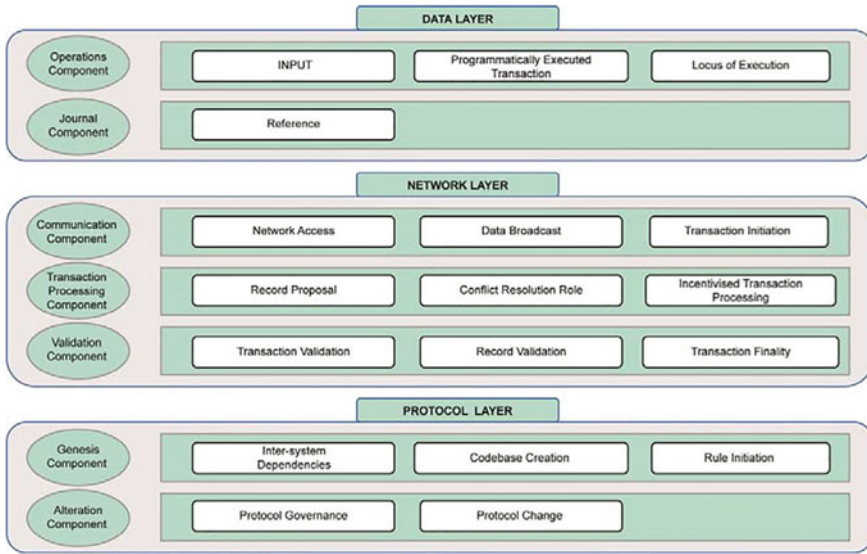 DATA LAYER
Operations
Component
INPUT
Programmatically Executed
Transaction
Locus of Execution
Journal
Component
Reference
NETWORK LAYER
Communication
Component
Network Access
Data Broadcast
Transaction Initiation
Transaction
Processing
Component
Record Proposal
Conflict Resolution Role
Incentivised Transaction
Processing
Validation
Component
Transaction Validation
Record Validation
Transaction Finality
PROTOCOL LAYER
Genesis
Component
Inter-system
Dependencies
Codebase Creation
Rule Initiation
Alteration
Component
Protocol Governance
Protocol Change